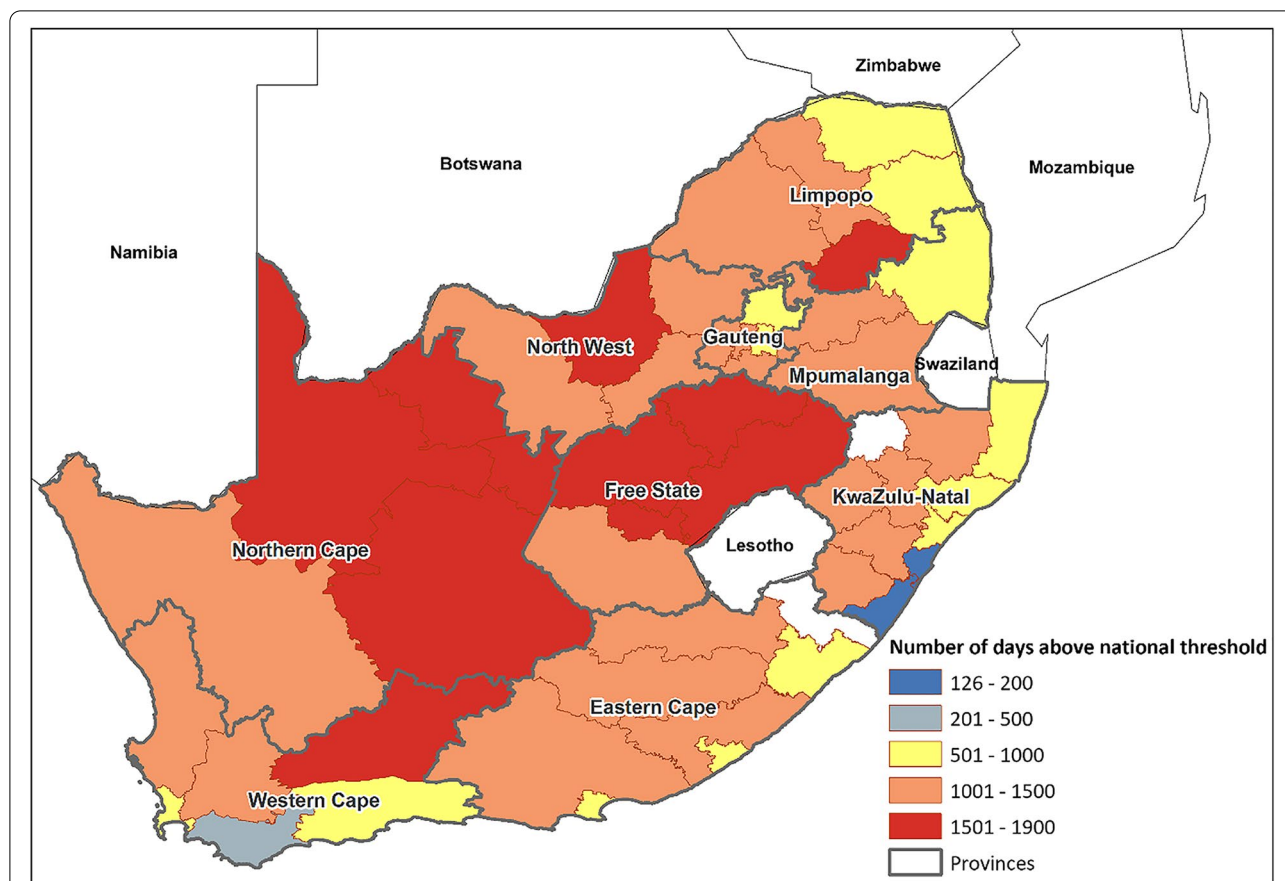 Zimbabwe
Botswana
Mozambique
Namibia
Limpopo
North West
Gauteng
Mpumalanga
Swaziland
Free State
KwaZulu-Natal
Northern Cape
Lesotho
Eastern Cape
Western Cape
Number of days above national threshold
126 - 200
201 - 500
501 - 1000
1001 - 1500
1501 - 1900
Provinces